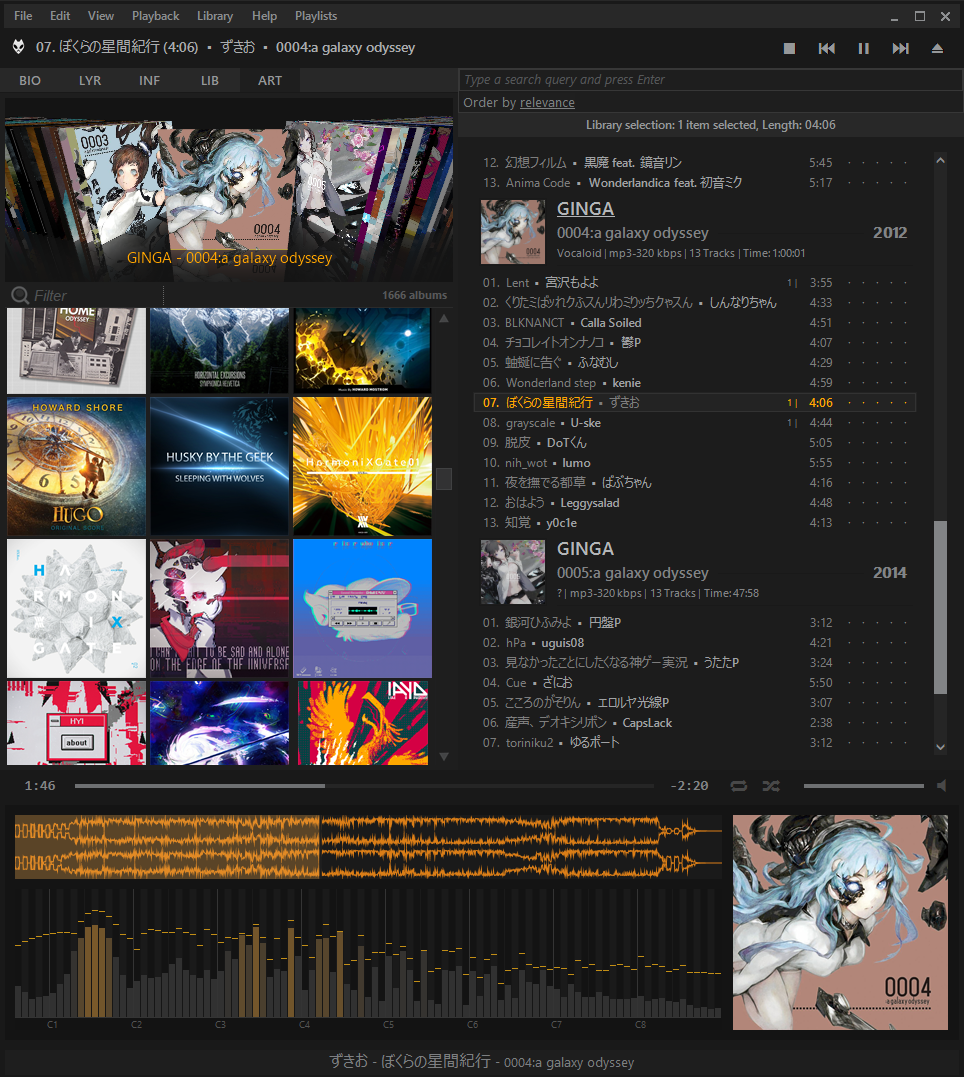 File Edit View Playback Library Help Playlists
07. ぼくらの星間紀行 (4:06) ▪ ずきお ▪ 0004:a galaxy odyssey
BIO LYR INF LIB ART
0003
0004
0005
GINGA - 0004:a galaxy odyssey
Filter
1666 albums
HOME
ODYSSEY
HORIZONTAL EXCURSIONS
SYMPHONICA HELVETICA
Music By HOWARD MOSTROM
HOWARD SHORE
HUGO
ORIGINAL SCORE
HUSKY BY THE GEEK
SLEEPING WITH WOLVES
HarmoniXGate01
HA
RMON
X
GATE
I CAN'T WAIT TO BE SAD AND ALONE
ON THE EDGE OF THE UNIVERSE
HYI
about
Type a search query and press Enter
Order by relevance
Library selection: 1 item selected, Length: 04:06
12. 幻想フィルム ▪ 黒魔 feat. 鏡音リン 5:45
13. Anima Code ▪ Wonderlandica feat. 初音ミク 5:17
GINGA
0004:a galaxy odyssey 2012
Vocaloid | mp3-320 kbps | 13 Tracks | Time: 1:00:01
01. Lent ▪ 宮沢もよよ 1 | 3:55
02. くりたミはッれクふスんリわミりッちクャスん ▪ しんなりちゃん 4:33
03. BLKNANCT ▪ Calla Soiled 4:51
04. チョコレイトオンナノコ ▪ 鬱P 4:07
05. 蚰蜒に告ぐ ▪ ふなむし 4:29
06. Wonderland step ▪ kenie 4:59
07. ぼくらの星間紀行 ▪ ずきお 1 | 4:06
08. grayscale ▪ U-ske 1 | 4:44
09. 脱皮 ▪ DoTくん 5:05
10. nih_wot ▪ lumo 5:55
11. 夜を撫でる都草 ▪ ぱぷちゃん 4:16
12. おはよう ▪ Leggysalad 4:48
13. 知覚 ▪ y0c1e 4:13
GINGA
0005:a galaxy odyssey 2014
? | mp3-320 kbps | 13 Tracks | Time: 47:58
01. 銀河ひふみよ ▪ 円盤P 3:12
02. hPa ▪ uguis08 4:21
03. 見なかったことにしたくなる神ゲー実況 ▪ うたたP 3:24
04. Cue ▪ ざにお 5:50
05. こころのがぞりん ▪ エロルヤ光線P 3:07
06. 産声、デオキシリボン ▪ CapsLack 2:38
07. toriniku2 ▪ ゆるポート 3:12
1:46 -2:20
C1 C2 C3 C4 C5 C6 C7 C8
0004
a galaxy odyssey
ずきお - ぼくらの星間紀行 - 0004:a galaxy odyssey